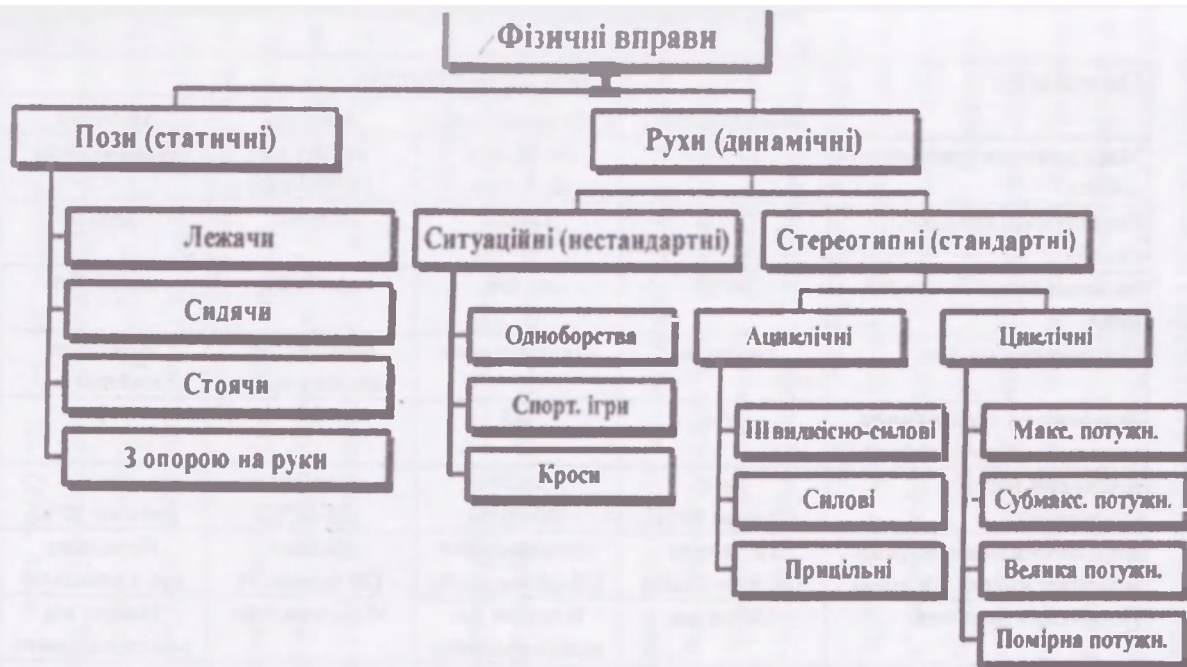 Фізичні вправи
Пози (статичні)
Рухи (динамічні)
Лежачи
Сидячи
Стоячи
З опорою на руки
Ситуаційні (нестандартні)
Стереотипні (стандартні)
Одноборства
Спорт. ігри
Кроси
Ациклічні
Циклічні
Швидкісно-силові
Силові
Прицільні
Макс. потужн.
Субмакс. потужн.
Велика потужн.
Помірна потужн.